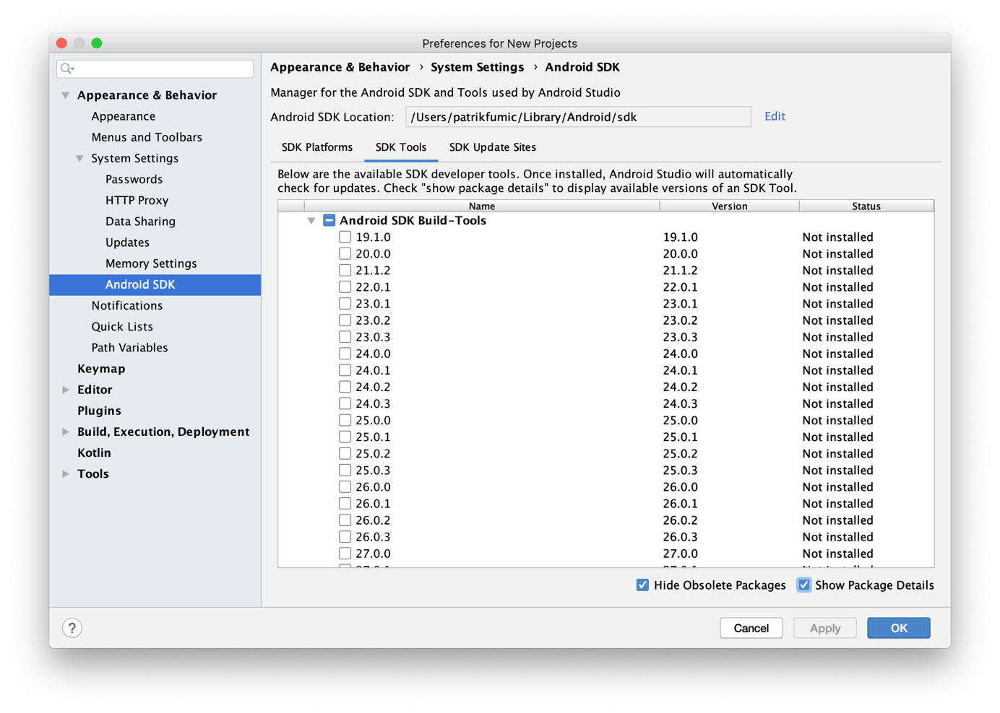 Preferences for New Projects
Appearance & Behavior
Appearance
Menus and Toolbars
System Settings
Passwords
HTTP Proxy
Data Sharing
Updates
Memory Settings
Android SDK
Notifications
Quick Lists
Path Variables
Keymap
Editor
Plugins
Build, Execution, Deployment
Kotlin
Tools
Appearance & Behavior › System Settings › Android SDK
Manager for the Android SDK and Tools used by Android Studio
Android SDK Location: /Users/patrikfumic/Library/Android/sdk Edit
SDK Platforms SDK Tools SDK Update Sites
Below are the available SDK developer tools. Once installed, Android Studio will automatically
check for updates. Check "show package details" to display available versions of an SDK Tool.
Name Version Status
Android SDK Build-Tools
19.1.0 19.1.0 Not installed
20.0.0 20.0.0 Not installed
21.1.2 21.1.2 Not installed
22.0.1 22.0.1 Not installed
23.0.1 23.0.1 Not installed
23.0.2 23.0.2 Not installed
23.0.3 23.0.3 Not installed
24.0.0 24.0.0 Not installed
24.0.1 24.0.1 Not installed
24.0.2 24.0.2 Not installed
24.0.3 24.0.3 Not installed
25.0.0 25.0.0 Not installed
25.0.1 25.0.1 Not installed
25.0.2 25.0.2 Not installed
25.0.3 25.0.3 Not installed
26.0.0 26.0.0 Not installed
26.0.1 26.0.1 Not installed
26.0.2 26.0.2 Not installed
26.0.3 26.0.3 Not installed
27.0.0 27.0.0 Not installed
Hide Obsolete Packages Show Package Details
? Cancel Apply OK